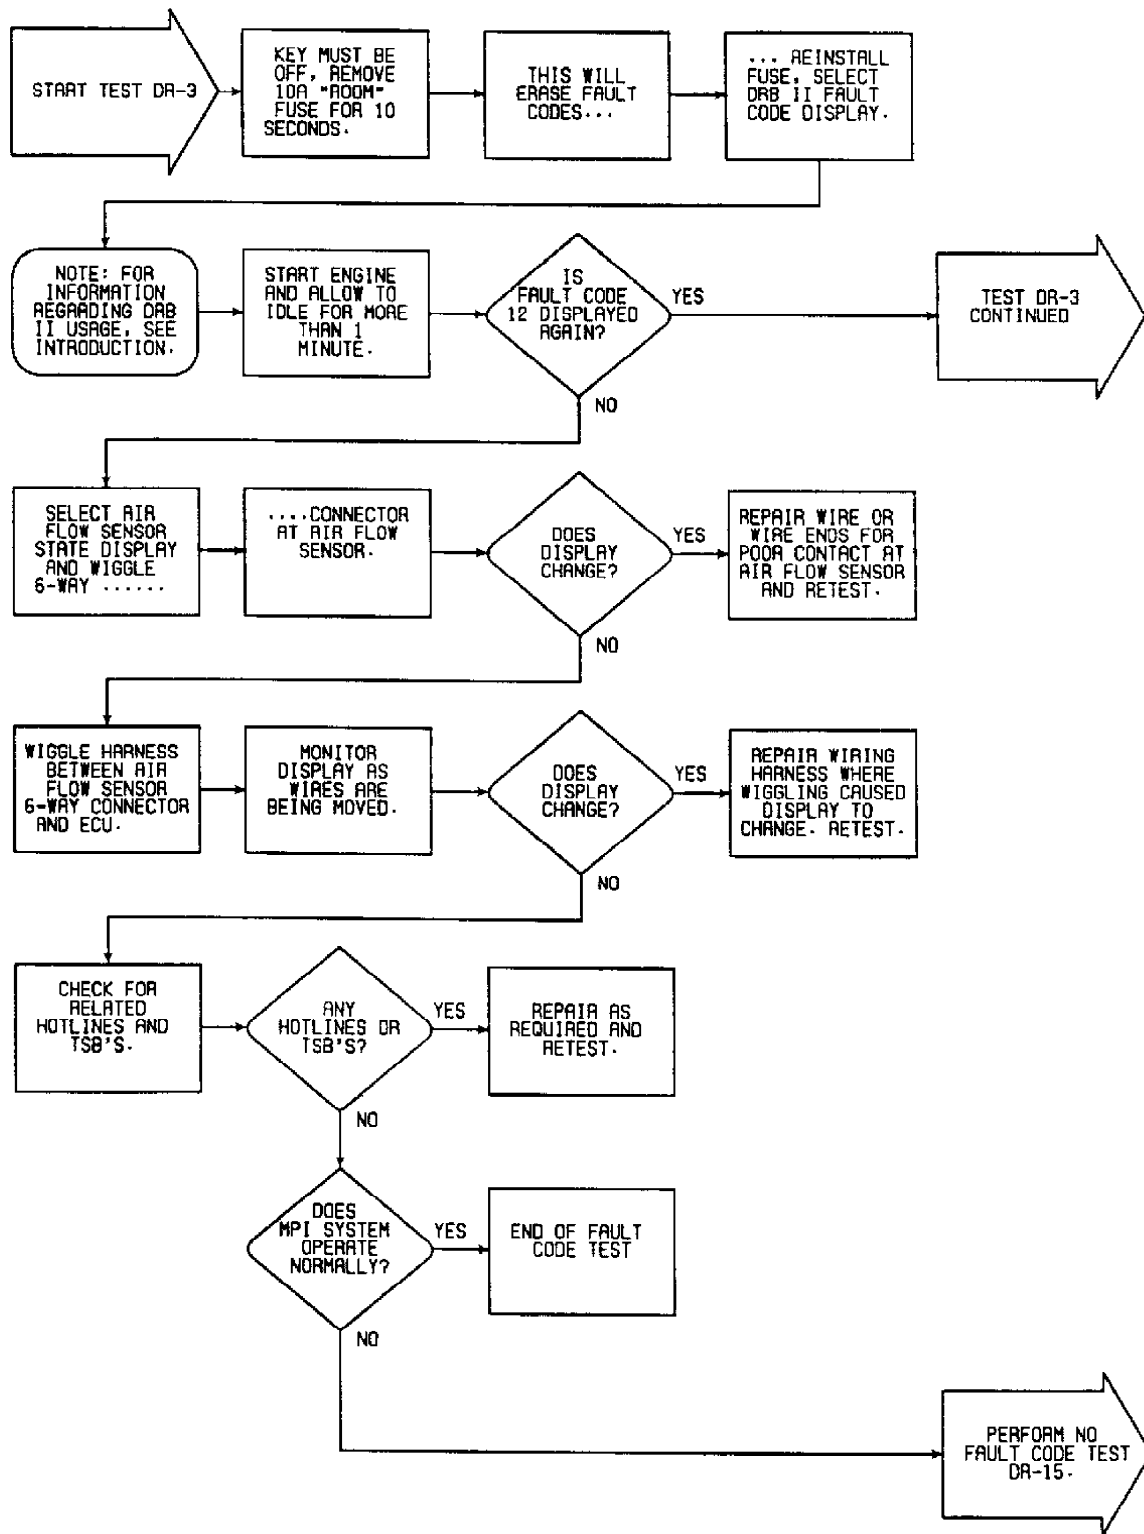 START TEST DR-3
KEY MUST BE
OFF, REMOVE
10A "ROOM"
FUSE FOR 10
SECONDS.
THIS WILL
ERASE FAULT
CODES...
... REINSTALL
FUSE, SELECT
DRB II FAULT
CODE DISPLAY.
NOTE: FOR
INFORMATION
REGARDING DRB
II USAGE, SEE
INTRODUCTION.
START ENGINE
AND ALLOW TO
IDLE FOR MORE
THAN 1
MINUTE.
IS
FAULT CODE
12 DISPLAYED
AGAIN?
YES
TEST DR-3
CONTINUED
NO
SELECT AIR
FLOW SENSOR
STATE DISPLAY
AND WIGGLE
6-WAY ......
....CONNECTOR
AT AIR FLOW
SENSOR.
DOES
DISPLAY
CHANGE?
YES
REPAIR WIRE OR
WIRE ENDS FOR
POOR CONTACT AT
AIR FLOW SENSOR
AND RETEST.
NO
WIGGLE HARNESS
BETWEEN AIR
FLOW SENSOR
6-WAY CONNECTOR
AND ECU.
MONITOR
DISPLAY AS
WIRES ARE
BEING MOVED.
DOES
DISPLAY
CHANGE?
YES
REPAIR WIRING
HARNESS WHERE
WIGGLING CAUSED
DISPLAY TO
CHANGE. RETEST.
NO
CHECK FOR
RELATED
HOTLINES AND
TSB'S.
ANY
HOTLINES OR
TSB'S?
YES
REPAIR AS
REQUIRED AND
RETEST.
NO
DOES
MPI SYSTEM
OPERATE
NORMALLY?
YES
END OF FAULT
CODE TEST
NO
PERFORM NO
FAULT CODE TEST
DR-15.